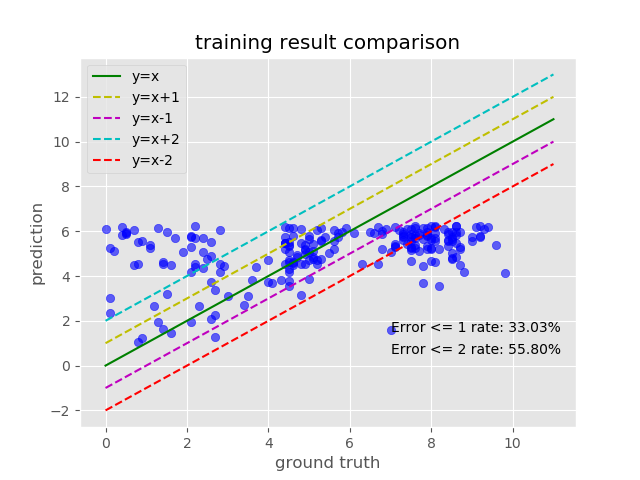 training result comparison
y=x
y=x+1
y=x-1
y=x+2
y=x-2
12
10
8
6
4
2
0
−2
prediction
Error <= 1 rate: 33.03%
Error <= 2 rate: 55.80%
0 2 4 6 8 10
ground truth